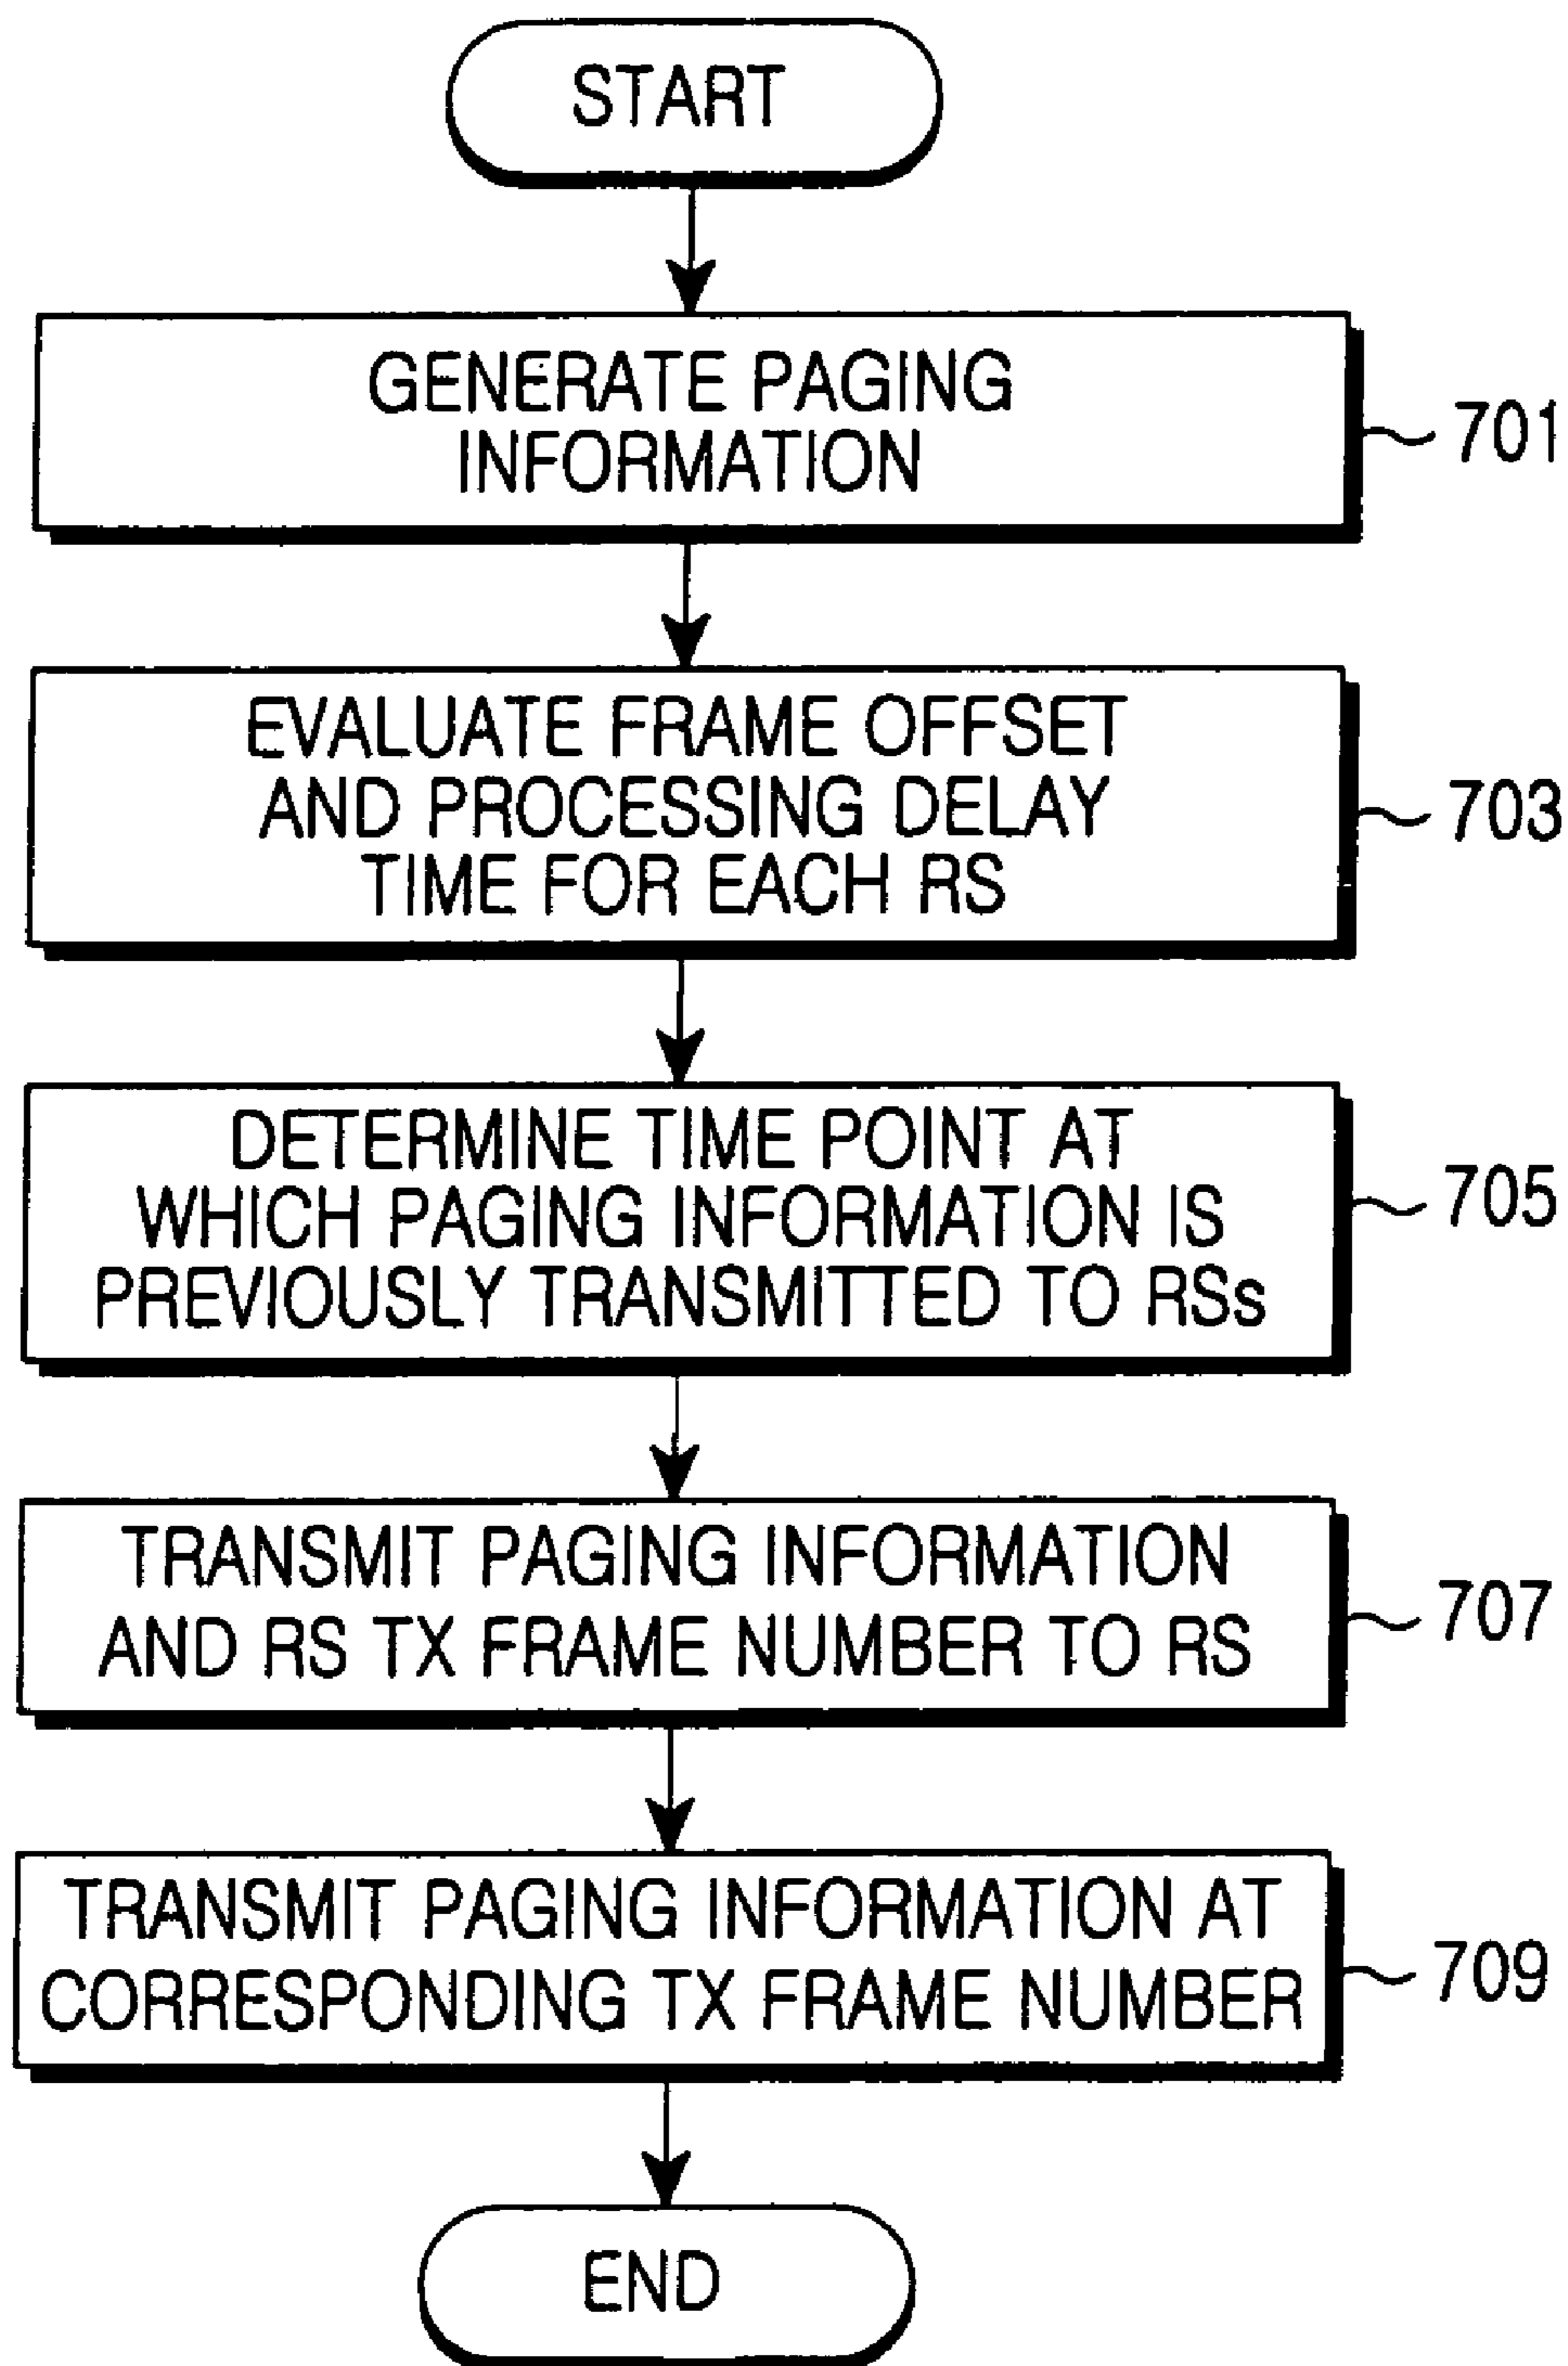 START
GENERATE PAGING
INFORMATION
701
EVALUATE FRAME OFFSET
AND PROCESSING DELAY
TIME FOR EACH RS
703
DETERMINE TIME POINT AT
WHICH PAGING INFORMATION IS
PREVIOUSLY TRANSMITTED TO RSs
705
TRANSMIT PAGING INFORMATION
AND RS TX FRAME NUMBER TO RS
707
TRANSMIT PAGING INFORMATION AT
CORRESPONDING TX FRAME NUMBER
709
END